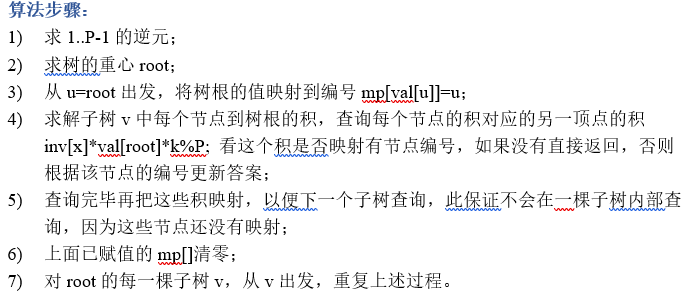 算法步骤：
1) 求 1..P-1 的逆元；
2) 求树的重心 root；
3) 从 u=root 出发，将树根的值映射到编号 mp[val[u]]=u；
4) 求解子树 v 中每个节点到树根的积，查询每个节点的积对应的另一顶点的积
inv[x]*val[root]*k%P; 看这个积是否映射有节点编号，如果没有直接返回，否则
根据该节点的编号更新答案；
5) 查询完毕再把这些积映射，以便下一个子树查询，此保证不会在一棵子树内部查
询，因为这些节点还没有映射；
6) 上面已赋值的 mp[]清零；
7) 对 root 的每一棵子树 v，从 v 出发，重复上述过程。